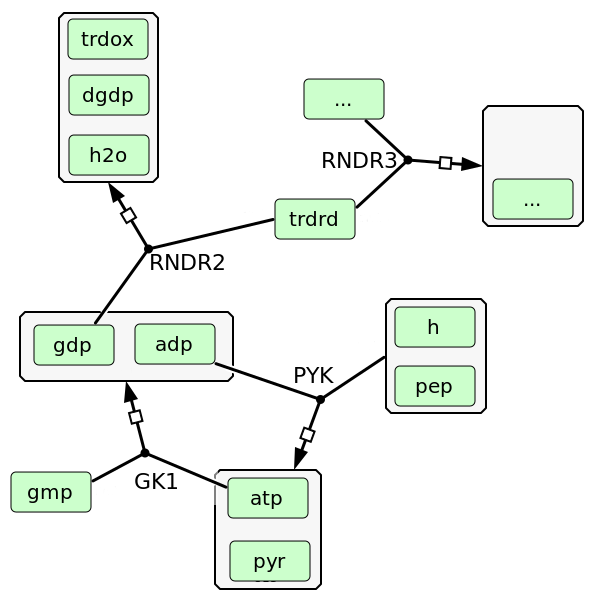 trdox
dgdp
h2o
...
RNDR3
...
trdrd
RNDR2
gdp
adp
h
pep
PYK
gmp
GK1
atp
pyr
...